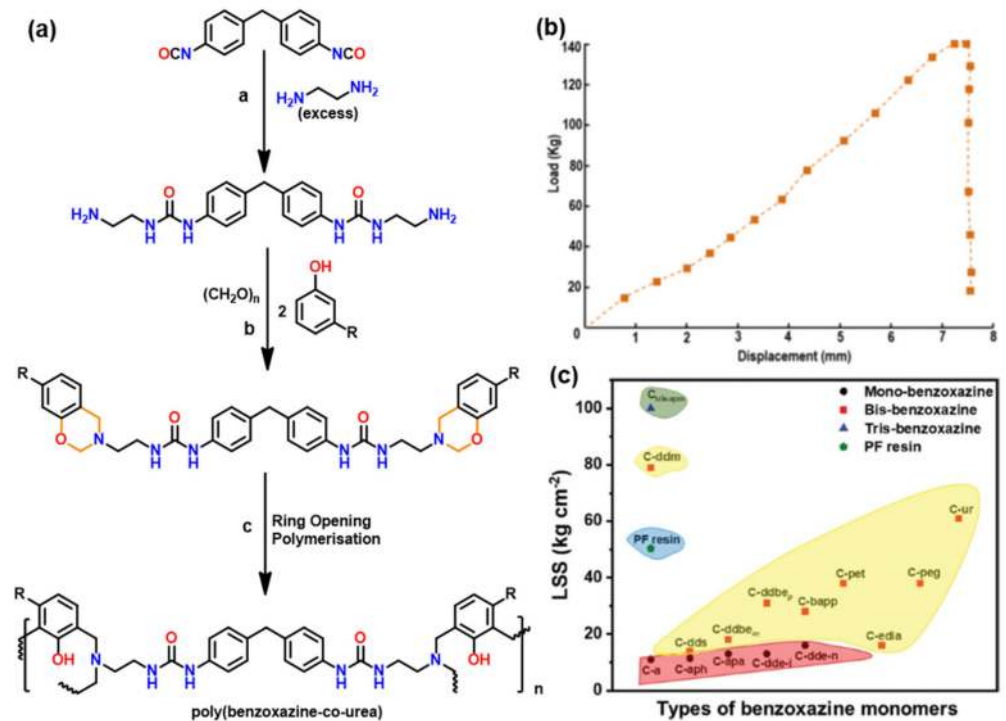 (a)
OCN
NCO
a
H₂N
NH₂
(excess)
NH₂
O
N
H
N
H
O
N
H
N
H
NH₂
(CH₂O)n
b
2
OH
R
R
O
N
O
N
H
N
H
O
N
H
N
H
N
O
R
c
Ring Opening
Polymerisation
R
OH
N
O
N
H
N
H
O
N
H
N
H
N
R
OH
n
poly(benzoxazine-co-urea)
(b)
Load (Kg)
140
120
100
80
60
40
20
0
1 2 3 4 5 6 7 8
Displacement (mm)
(c)
LSS (kg cm⁻²)
100
80
60
40
20
10
0
Mono-benzoxazine
Bis-benzoxazine
Tris-benzoxazine
PF resin
C-ddm
PF resin
C-ur
C-pet
C-peg
C-ddbeₚ
C-bapp
C-ddbeₘ
C-dds
C-edia
C-a
C-aph
C-apa
C-dde-i
C-dde-n
Types of benzoxazine monomers